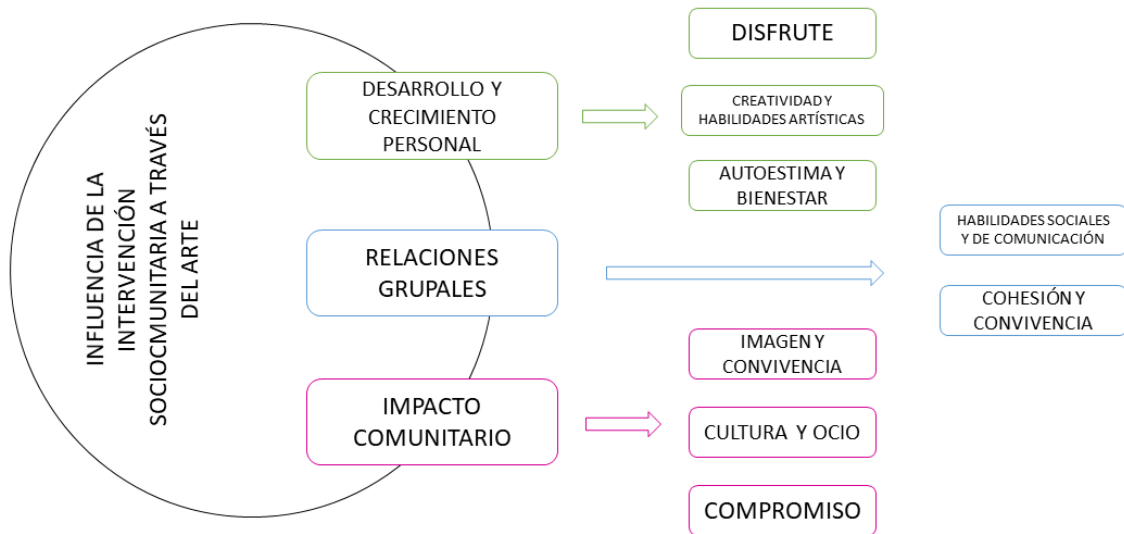 INFLUENCIA DE LA
INTERVENCIÓN
SOCIOCMUNITARIA A TRAVÉS
DEL ARTE
DESARROLLO Y
CRECIMIENTO
PERSONAL
DISFRUTE
CREATIVIDAD Y
HABILIDADES ARTÍSTICAS
AUTOESTIMA Y
BIENESTAR
RELACIONES
GRUPALES
HABILIDADES SOCIALES
Y DE COMUNICACIÓN
COHESIÓN Y
CONVIVENCIA
IMPACTO
COMUNITARIO
IMAGEN Y
CONVIVENCIA
CULTURA Y OCIO
COMPROMISO